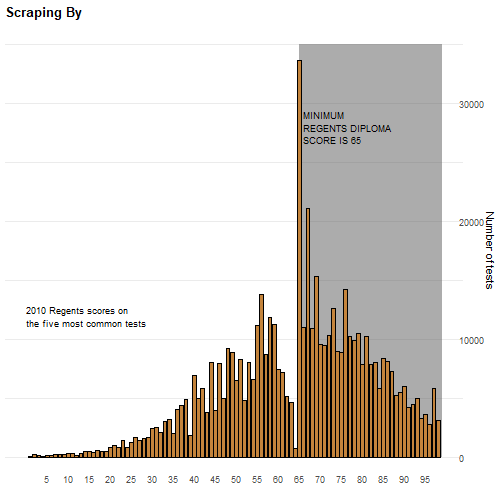 Scraping By
30000
MINIMUM
REGENTS DIPLOMA
SCORE IS 65
20000
Number of tests
2010 Regents scores on
the five most common tests
10000
0
5 10 15 20 25 30 35 40 45 50 55 60 65 70 75 80 85 90 95